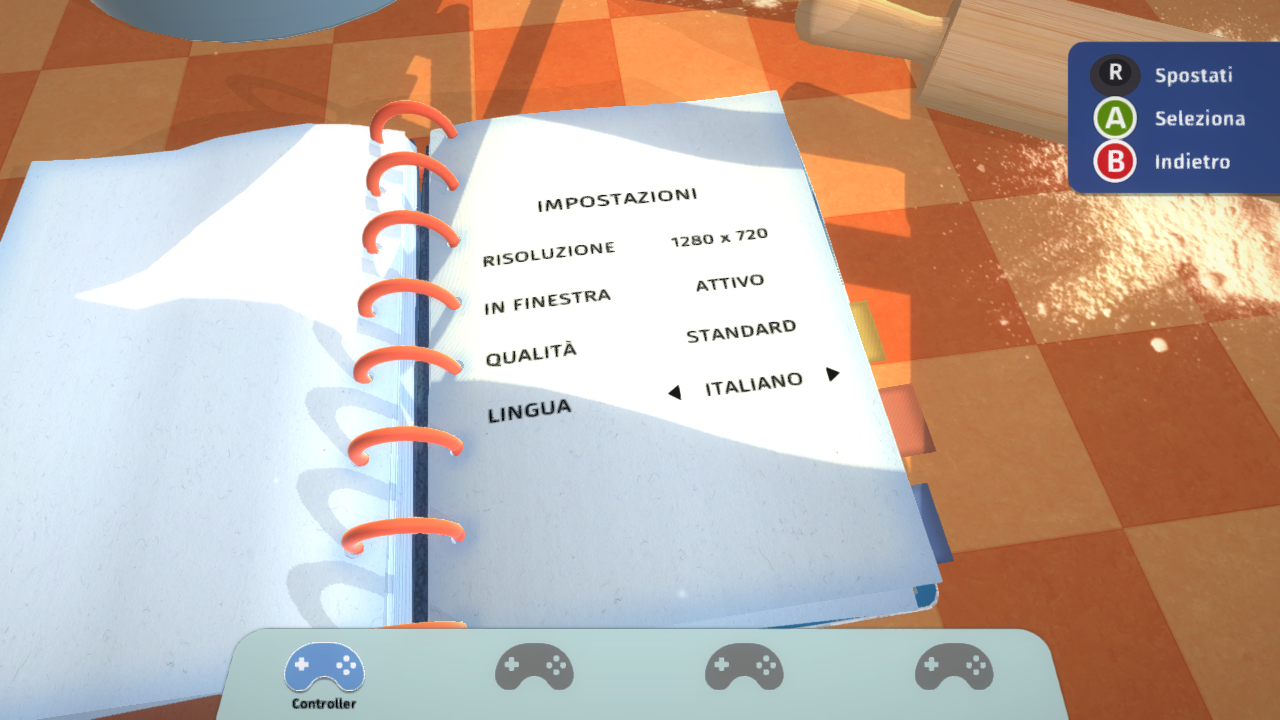 IMPOSTAZIONI
RISOLUZIONE 1280 x 720
IN FINESTRA ATTIVO
QUALITÀ STANDARD
LINGUA ITALIANO
R Spostati
A Seleziona
B Indietro
Controller